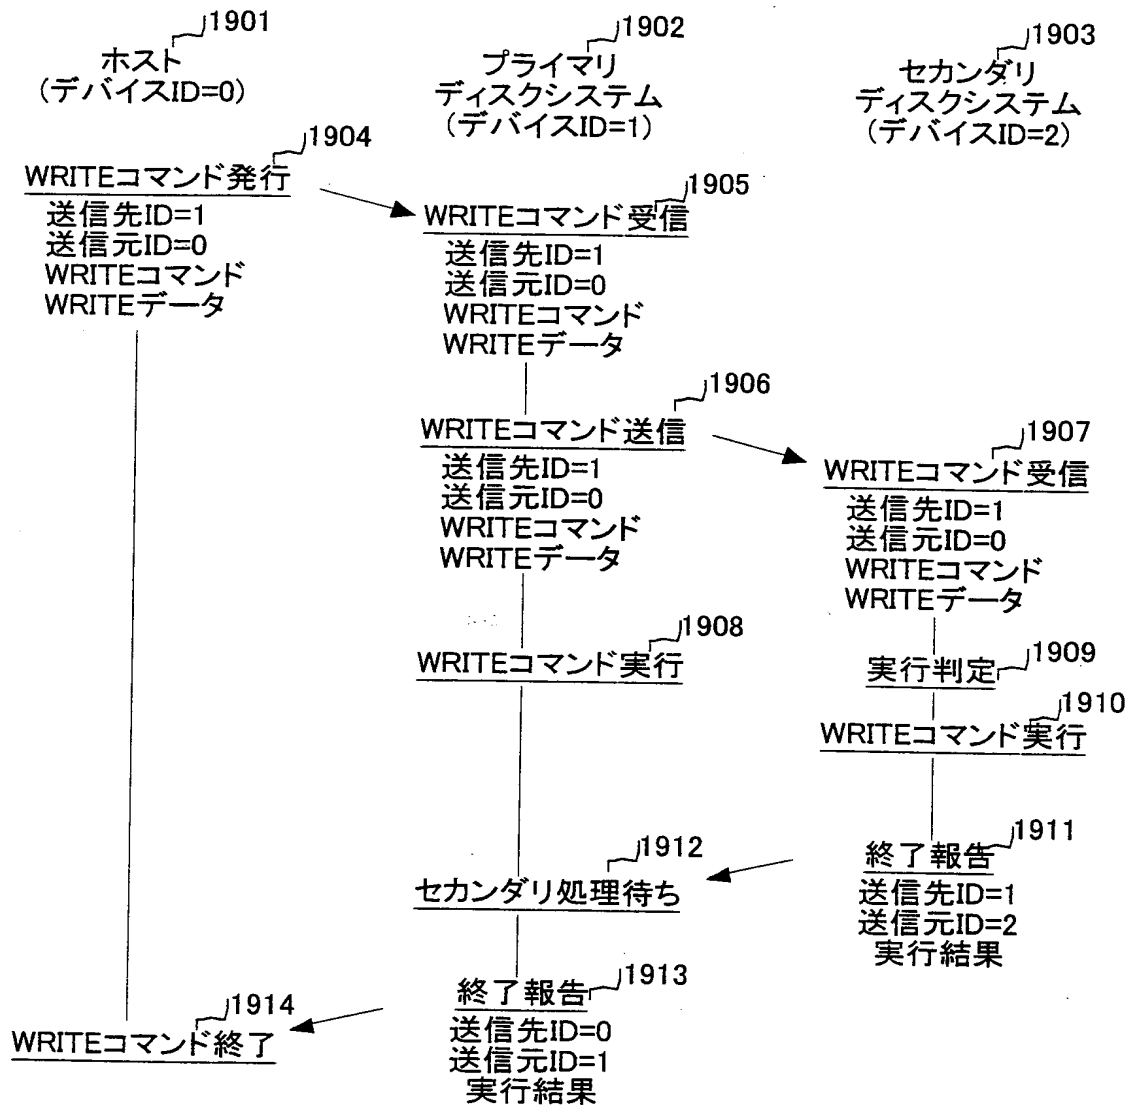 1901
ホスト
(デバイスID=0)
1902
プライマリ
ディスクシステム
(デバイスID=1)
1903
セカンダリ
ディスクシステム
(デバイスID=2)
1904
WRITEコマンド発行
送信先ID=1
送信元ID=0
WRITEコマンド
WRITEデータ
1905
WRITEコマンド受信
送信先ID=1
送信元ID=0
WRITEコマンド
WRITEデータ
1906
WRITEコマンド送信
送信先ID=1
送信元ID=0
WRITEコマンド
WRITEデータ
1907
WRITEコマンド受信
送信先ID=1
送信元ID=0
WRITEコマンド
WRITEデータ
1908
WRITEコマンド実行
1909
実行判定
1910
WRITEコマンド実行
1911
終了報告
送信先ID=1
送信元ID=2
実行結果
1912
セカンダリ処理待ち
1913
終了報告
送信先ID=0
送信元ID=1
実行結果
1914
WRITEコマンド終了